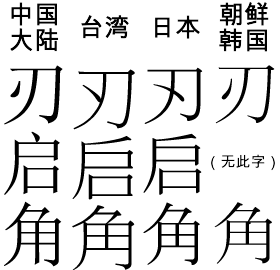 中国 台湾 日本 朝鲜
大陆 韩国
刃 刃 刃 刃
启 启 启 (无此字)
角 角 角 角